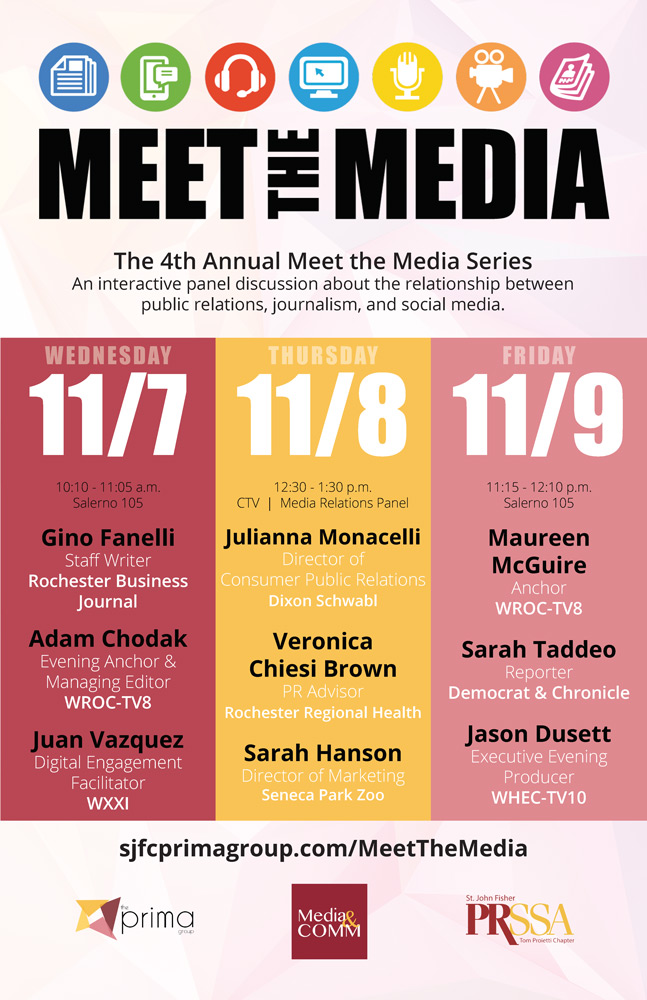 MEET THE MEDIA
The 4th Annual Meet the Media Series
An interactive panel discussion about the relationship between
public relations, journalism, and social media.
WEDNESDAY
11/7
10:10 - 11:05 a.m.
Salerno 105
Gino Fanelli
Staff Writer
Rochester Business
Journal
Adam Chodak
Evening Anchor &
Managing Editor
WROC-TV8
Juan Vazquez
Digital Engagement
Facilitator
WXXI
THURSDAY
11/8
12:30 - 1:30 p.m.
CTV | Media Relations Panel
Julianna Monacelli
Director of
Consumer Public Relations
Dixon Schwabl
Veronica
Chiesi Brown
PR Advisor
Rochester Regional Health
Sarah Hanson
Director of Marketing
Seneca Park Zoo
FRIDAY
11/9
11:15 - 12:10 p.m.
Salerno 105
Maureen
McGuire
Anchor
WROC-TV8
Sarah Taddeo
Reporter
Democrat & Chronicle
Jason Dusett
Executive Evening
Producer
WHEC-TV10
sjfcprimagroup.com/MeetTheMedia
the
prima
group
Media&
COMM
St. John Fisher
PRSSA
Tom Proietti Chapter